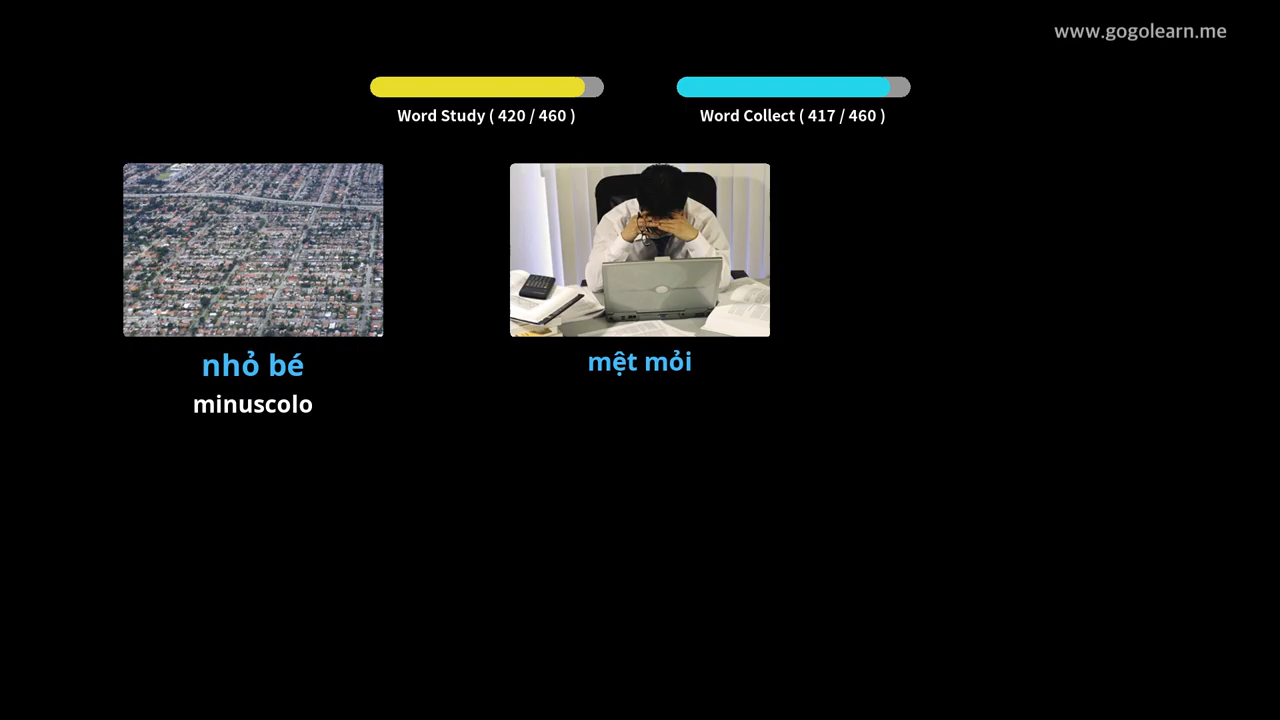 www.gogolearn.me
Word Study ( 420 / 460 )
Word Collect ( 417 / 460 )
nhỏ bé
minuscolo
mệt mỏi